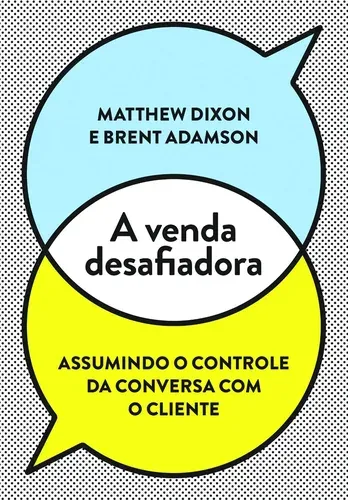 MATTHEW DIXON
E BRENT ADAMSON
A venda
desafiadora
ASSUMINDO O CONTROLE
DA CONVERSA COM
O CLIENTE